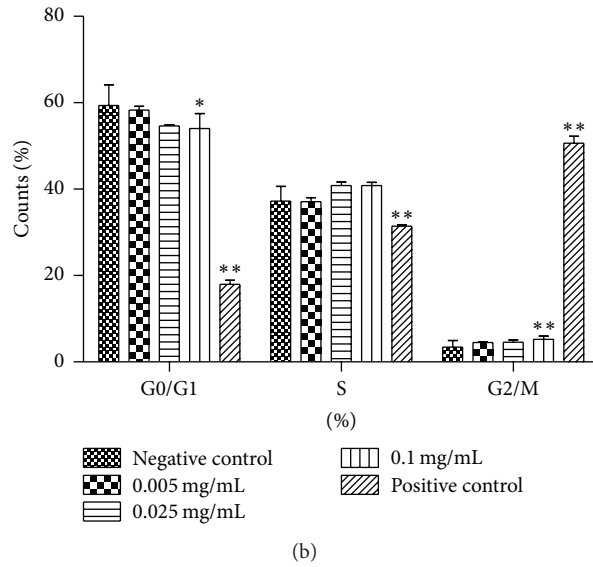 80
60
40
20
0
Counts (%)
*
**
**
**
**
G0/G1 S G2/M
(%)
Negative control
0.005 mg/mL
0.025 mg/mL
0.1 mg/mL
Positive control
(b)